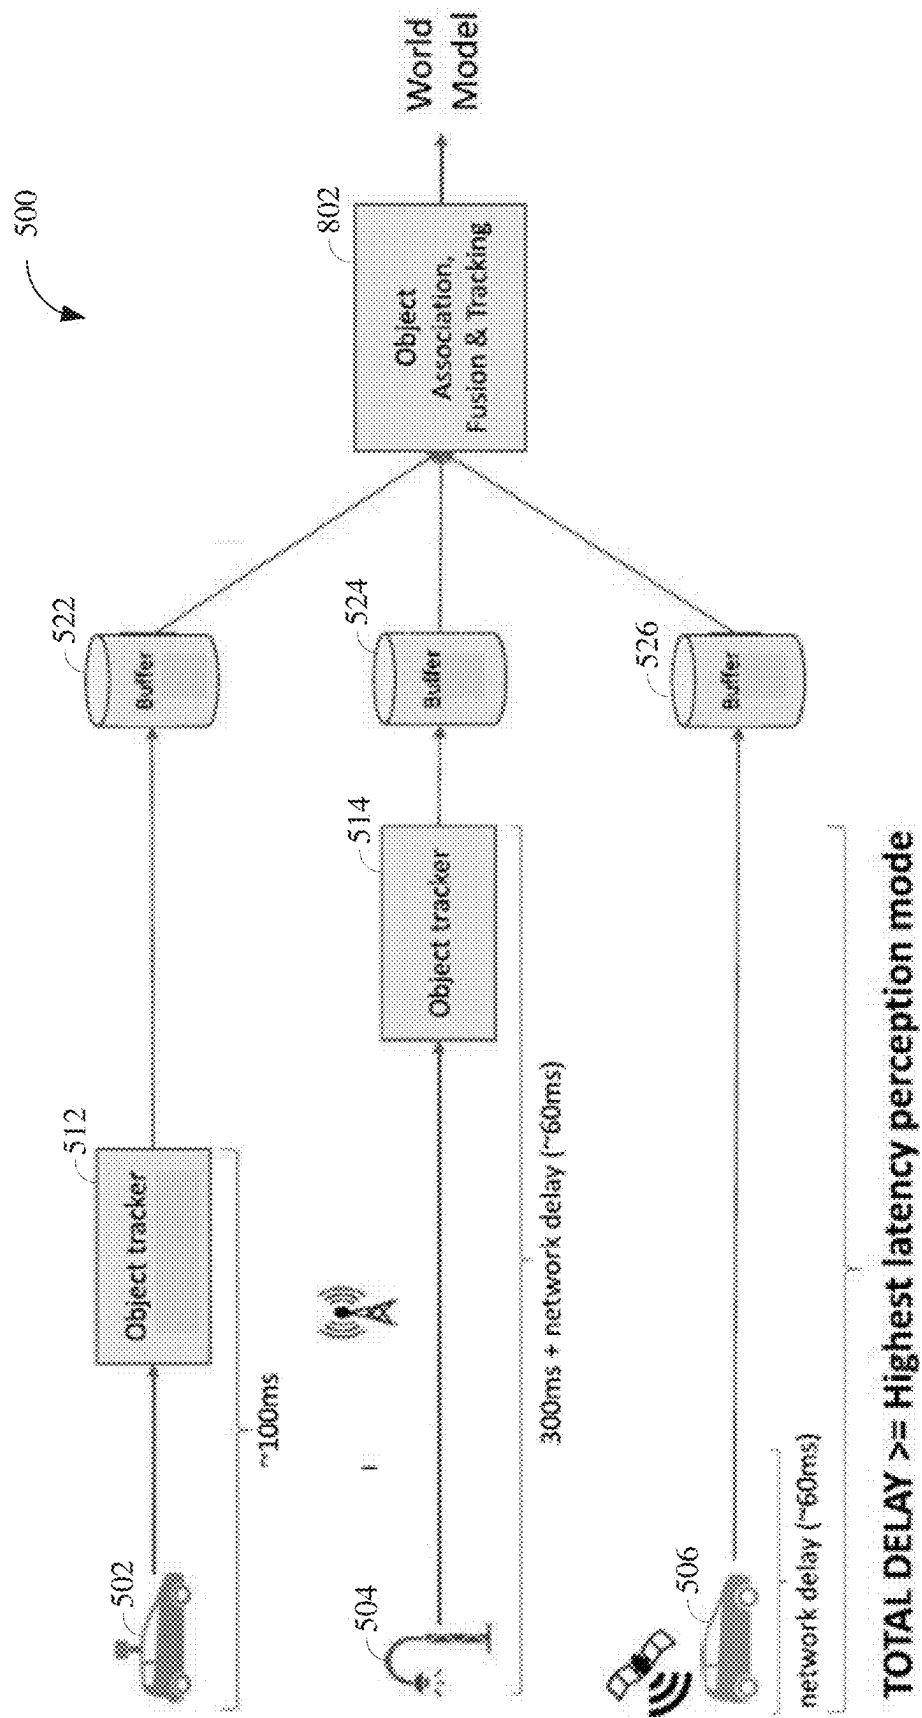 500
502
Object tracker
512
~100ms
Buffer
522
504
Object tracker
514
300ms + network delay (~60ms)
Buffer
524
506
network delay (~60ms)
Buffer
526
Object
Association,
Fusion & Tracking
802
World
Model
TOTAL DELAY >= Highest latency perception mode